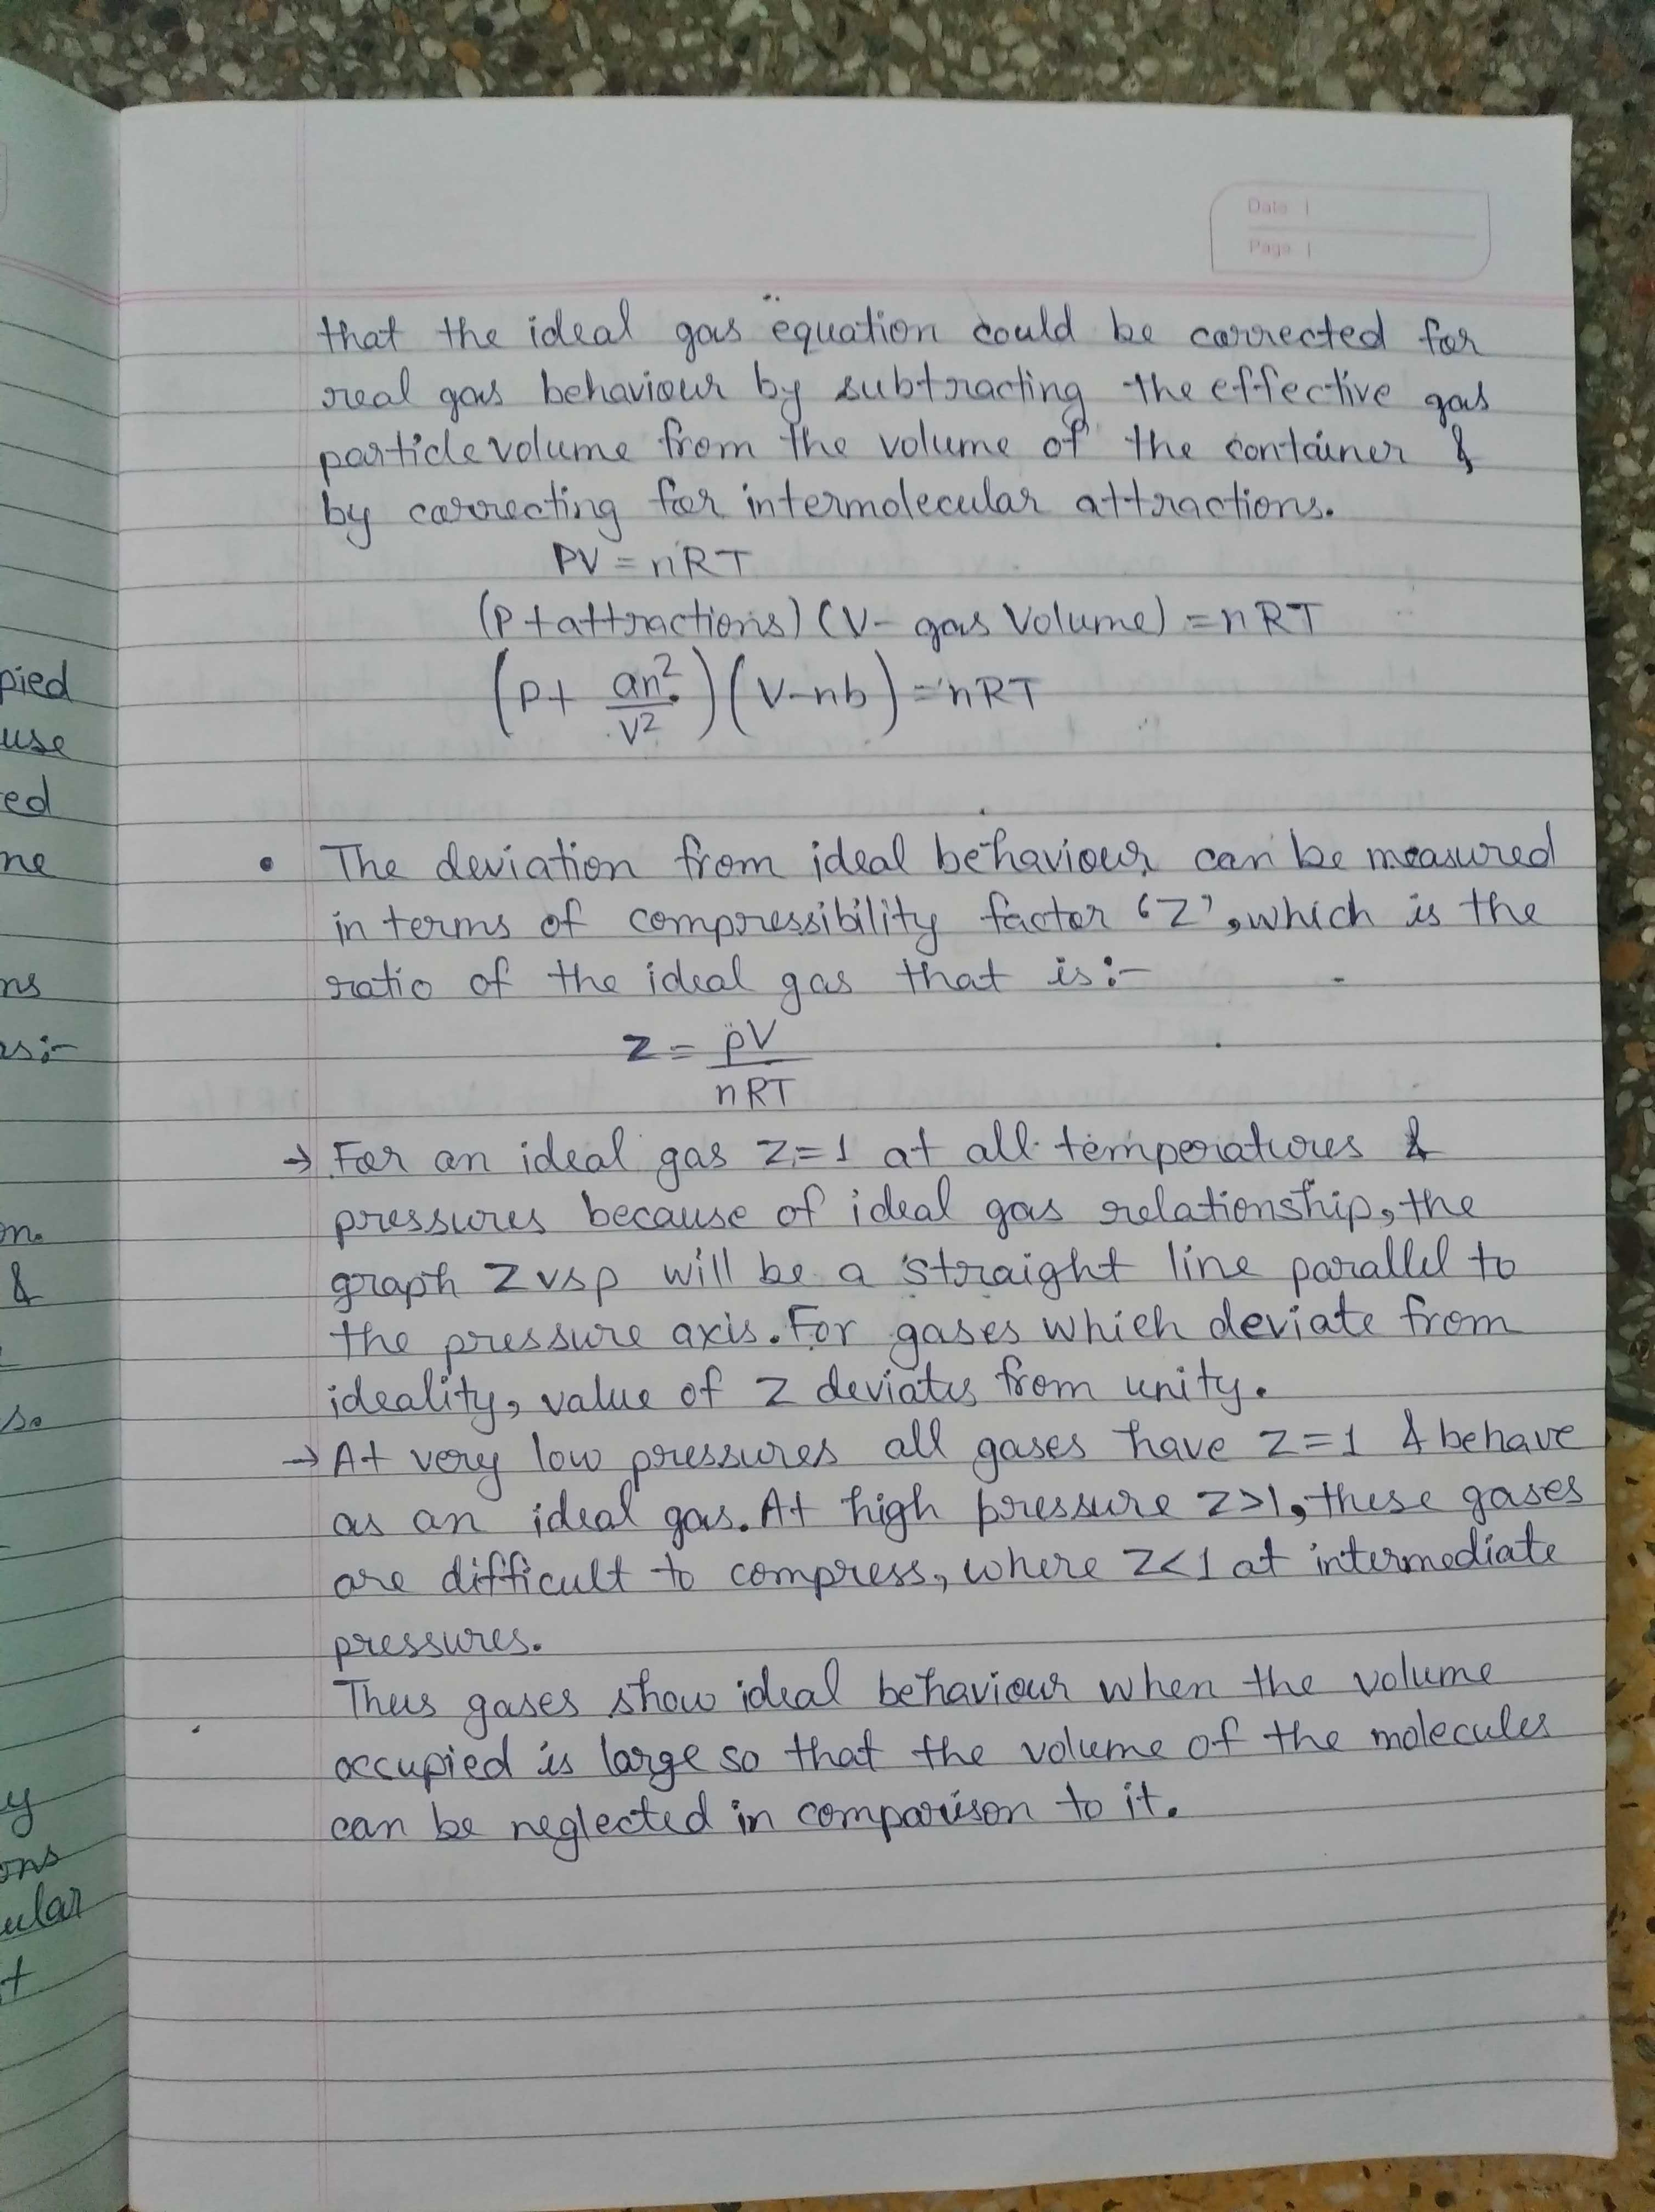 Date
Page
that the ideal gas equation could be corrected for
real gas behaviour by subtracting the effective gas
particle volume from the volume of the container &
by correcting for intermolecular attractions.
PV = nRT
(P + attractions) (V - gas Volume) = nRT
(P + an²/V²) (V - nb) = nRT
• The deviation from ideal behaviour can be measured
in terms of compressibility factor 'Z', which is the
ratio of the ideal gas that is :-
Z = pV/nRT
→ For an ideal gas Z = 1 at all temperatures &
pressures because of ideal gas relationship, the
graph Z vs p will be a straight line parallel to
the pressure axis. For gases which deviate from
ideality, value of Z deviates from unity.
→ At very low pressures all gases have Z = 1 & behave
as an ideal gas. At high pressure Z > 1, these gases
are difficult to compress, where Z < 1 at intermediate
pressures.
Thus gases show ideal behaviour when the volume
occupied is large so that the volume of the molecules
can be neglected in comparison to it.
pied
use
ed
ne
ns
as :-
on.
&
s.
y
ons
ular
t